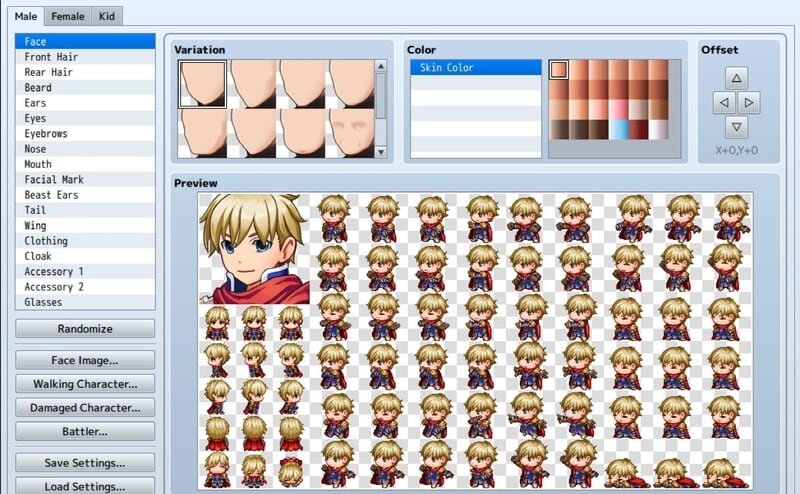 Male Female Kid
Face
Front Hair
Rear Hair
Beard
Ears
Eyes
Eyebrows
Nose
Mouth
Facial Mark
Beast Ears
Tail
Wing
Clothing
Cloak
Accessory 1
Accessory 2
Glasses
Randomize
Face Image...
Walking Character...
Damaged Character...
Battler...
Save Settings...
Load Settings...
Variation
Color
Skin Color
Offset
X+0,Y+0
Preview